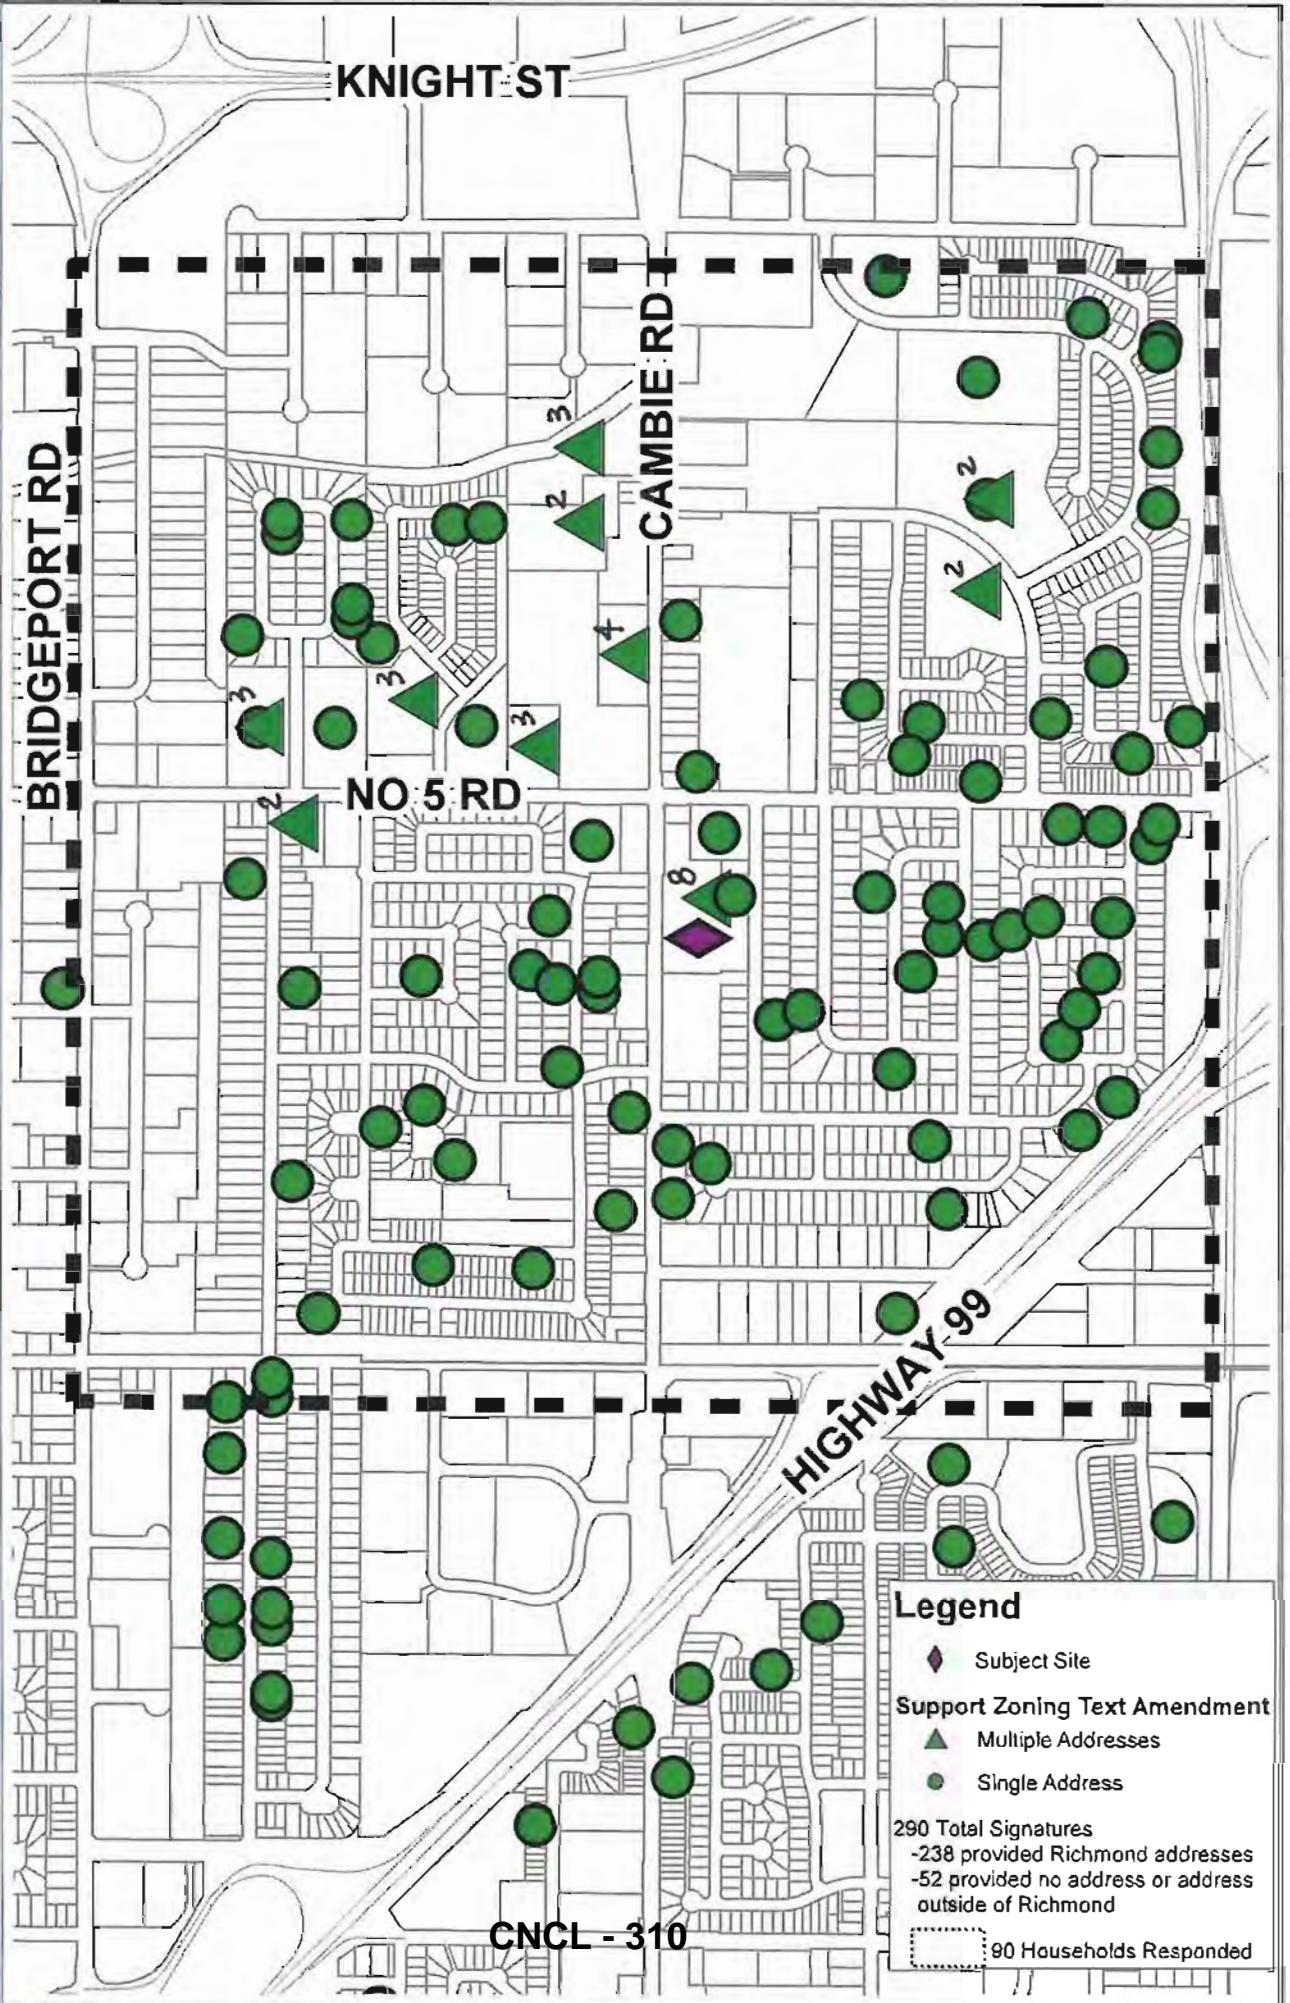 KNIGHT ST
CAMBIE RD
BRIDGEPORT RD
3
2
2
2
4
3
3
3
NO 5 RD
2
8
HIGHWAY 99
Legend
Subject Site
Support Zoning Text Amendment
Multiple Addresses
Single Address
290 Total Signatures
-238 provided Richmond addresses
-52 provided no address or address
outside of Richmond
90 Households Responded
CNCL - 310